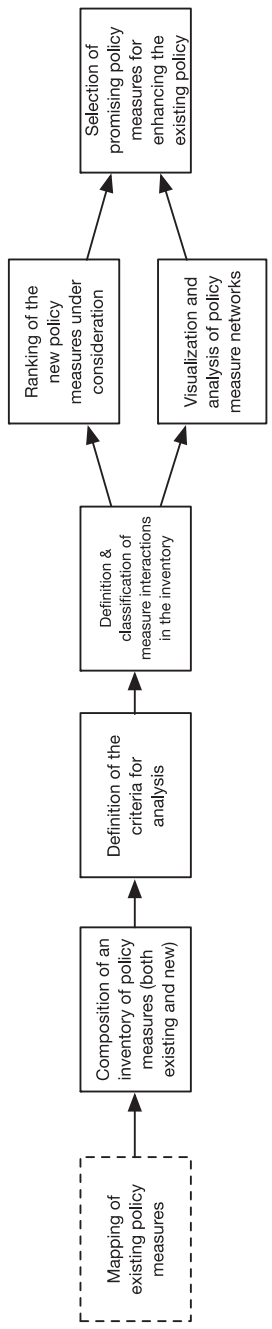 Mapping of
existing policy
measures
Composition of an
inventory of policy
measures (both
existing and new)
Definition of the
criteria for
analysis
Definition &
classification of
measure interactions
in the inventory
Ranking of the
new policy
measures under
consideration
Visualization and
analysis of policy
measure networks
Selection of
promising policy
measures for
enhancing the
existing policy